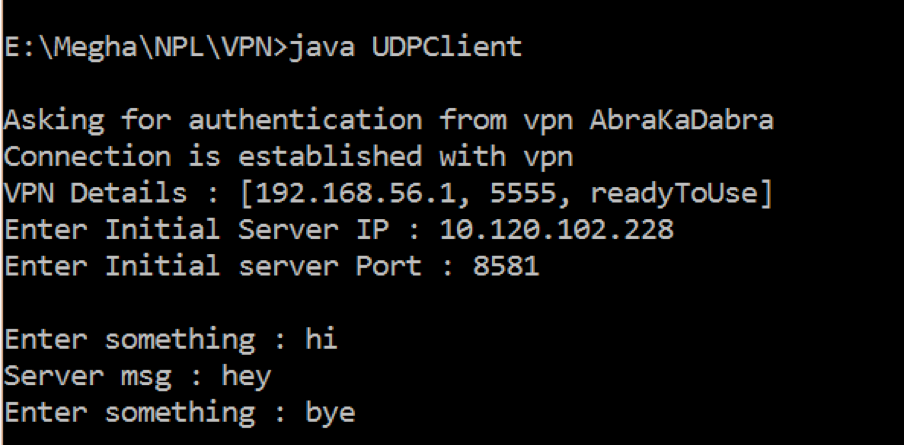 E:\Megha\NPL\VPN>java UDPClient
Asking for authentication from vpn AbraKaDabra
Connection is established with vpn
VPN Details : [192.168.56.1, 5555, readyToUse]
Enter Initial Server IP : 10.120.102.228
Enter Initial server Port : 8581
Enter something : hi
Server msg : hey
Enter something : bye